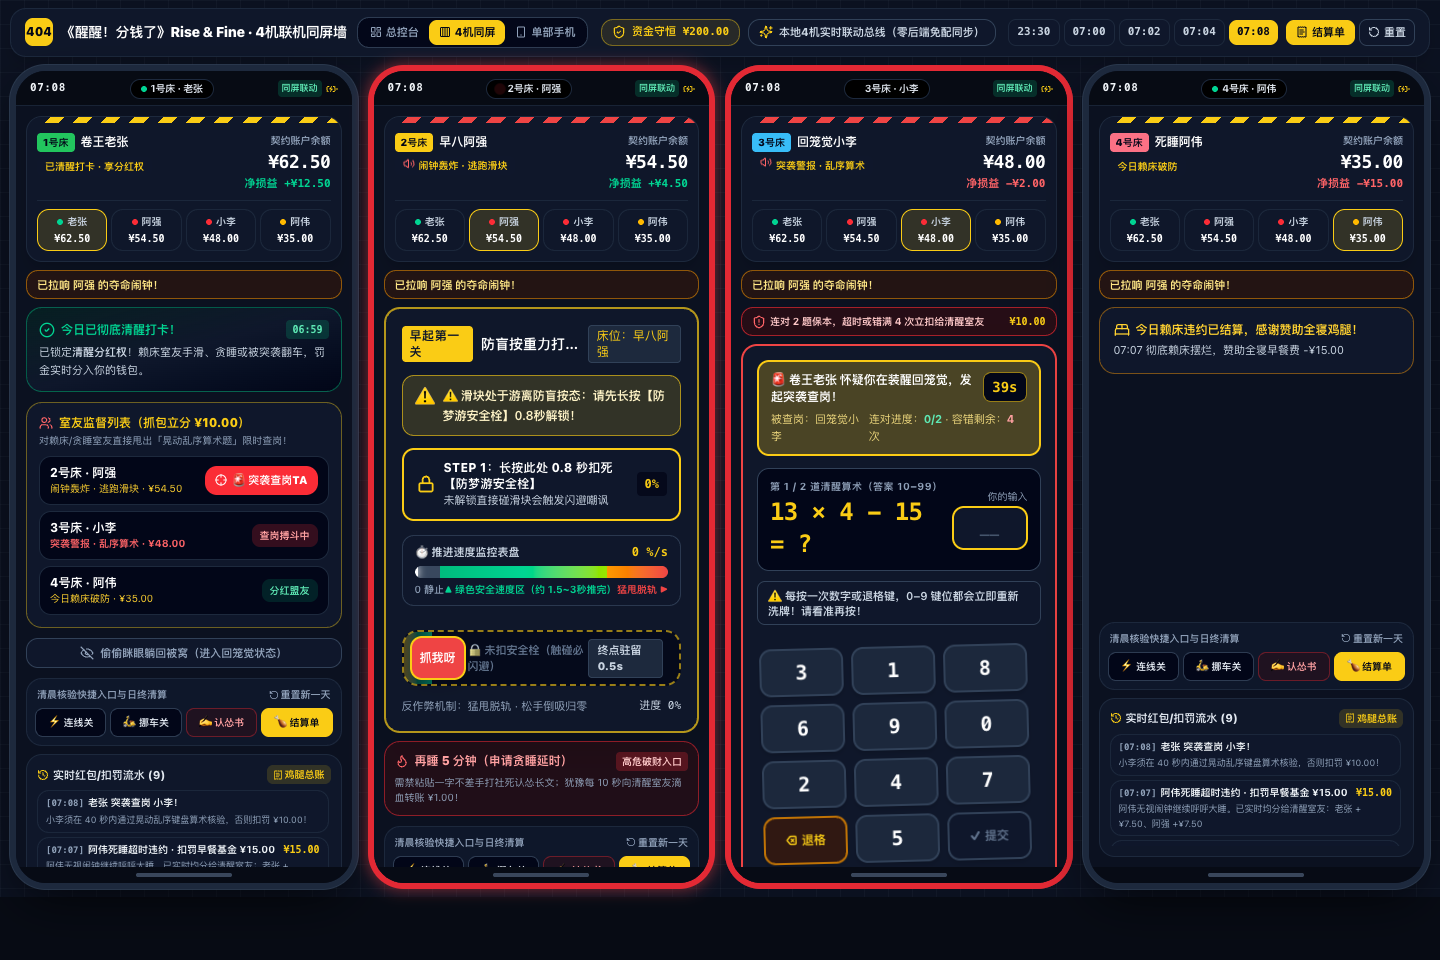 404 《醒醒！分钱了》Rise & Fine · 4机联机同屏墙
总控台 4机同屏 单部手机
资金守恒 ¥200.00
本地4机实时联动总线（零后端免配同步）
23:30 07:00 07:02 07:04 07:08
结算单 重置
07:08 1号床 · 老张 同屏联动
1号床 卷王老张 契约账户余额
已清醒打卡 · 享分红权 ¥62.50
净损益 +¥12.50
老张 阿强 小李 阿伟
¥62.50 ¥54.50 ¥48.00 ¥35.00
已拉响 阿强 的夺命闹钟！
今日已彻底清醒打卡！ 06:59
已锁定清醒分红权！赖床室友手滑、贪睡或被突袭翻车，罚
金实时分入你的钱包。
室友监督列表（抓包立分 ¥10.00）
对赖床/贪睡室友直接甩出「晃动乱序算术题」限时查岗！
2号床 · 阿强
闹钟轰炸 · 逃跑滑块 · ¥54.50
🚨 突袭查岗TA
3号床 · 小李
突袭警报 · 乱序算术 · ¥48.00
查岗搏斗中
4号床 · 阿伟
今日赖床破防 · ¥35.00
分红盟友
偷偷眯眼躺回被窝（进入回笼觉状态）
清晨核验快捷入口与日终清算 重置新一天
⚡ 连线关 🛵 挪车关 ✍ 认怂书 🍗 结算单
实时红包/扣罚流水 (9) 鸡腿总账
[07:08] 老张 突袭查岗 小李！
小李须在 40 秒内通过晃动乱序键盘算术核验，否则扣罚 ¥10.00！
[07:07] 阿伟死睡超时违约 · 扣罚早餐基金 ¥15.00 ¥15.00
阿伟无视闹钟继续呼呼大睡。已实时均分给清醒室友：老张 +
07:08 2号床 · 阿强 同屏联动
2号床 早八阿强 契约账户余额
闹钟轰炸 · 逃跑滑块 ¥54.50
净损益 +¥4.50
老张 阿强 小李 阿伟
¥62.50 ¥54.50 ¥48.00 ¥35.00
已拉响 阿强 的夺命闹钟！
早起第一
关
防盲按重力打...
床位：早八阿
强
⚠️ 滑块处于游离防盲按态：请先长按【防
梦游安全栓】0.8秒解锁！
STEP 1：长按此处 0.8 秒扣死
【防梦游安全栓】
未解锁直接碰滑块会触发闪避嘲讽
0%
⏱ 推进速度监控表盘 0 %/s
0 静止 ▲ 绿色安全速度区（约 1.5~3秒推完） 猛甩脱轨 ▶
抓我呀
🔒 未扣安全栓（触碰必
闪避）
终点驻留
0.5s
反作弊机制：猛甩脱轨 · 松手倒吸归零 进度 0%
再睡 5 分钟（申请贪睡延时） 高危破财入口
需禁粘贴一字不差手打社死认怂长文；犹豫每 10 秒向清醒室友滴
血转账 ¥1.00！
清晨核验快捷入口与日终清算 重置新一天
07:08 3号床 · 小李 同屏联动
3号床 回笼觉小李 契约账户余额
突袭警报 · 乱序算术 ¥48.00
净损益 −¥2.00
老张 阿强 小李 阿伟
¥62.50 ¥54.50 ¥48.00 ¥35.00
已拉响 阿强 的夺命闹钟！
连对 2 题保本，超时或错满 4 次立扣给清醒室友 ¥10.00
🚨 卷王老张 怀疑你在装醒回笼觉，发
起突袭查岗！
39s
被查岗：回笼觉小
李
连对进度：0/2 · 容错剩余：4
次
第 1 / 2 道清醒算术（答案 10−99）
13 × 4 − 15
= ?
你的输入
__
⚠️ 每按一次数字或退格键，0−9 键位都会立即重新
洗牌！请看准再按！
3 1 8
6 9 0
2 4 7
退格 5 提交
07:08 4号床 · 阿伟 同屏联动
4号床 死睡阿伟 契约账户余额
今日赖床破防 ¥35.00
净损益 −¥15.00
老张 阿强 小李 阿伟
¥62.50 ¥54.50 ¥48.00 ¥35.00
已拉响 阿强 的夺命闹钟！
今日赖床违约已结算，感谢赞助全寝鸡腿！
07:07 彻底赖床摆烂，赞助全寝早餐费 -¥15.00
清晨核验快捷入口与日终清算 重置新一天
⚡ 连线关 🛵 挪车关 ✍ 认怂书 🍗 结算单
实时红包/扣罚流水 (9) 鸡腿总账
[07:08] 老张 突袭查岗 小李！
小李须在 40 秒内通过晃动乱序键盘算术核验，否则扣罚 ¥10.00！
[07:07] 阿伟死睡超时违约 · 扣罚早餐基金 ¥15.00 ¥15.00
阿伟无视闹钟继续呼呼大睡。已实时均分给清醒室友：老张 +
¥7.50、阿强 +¥7.50